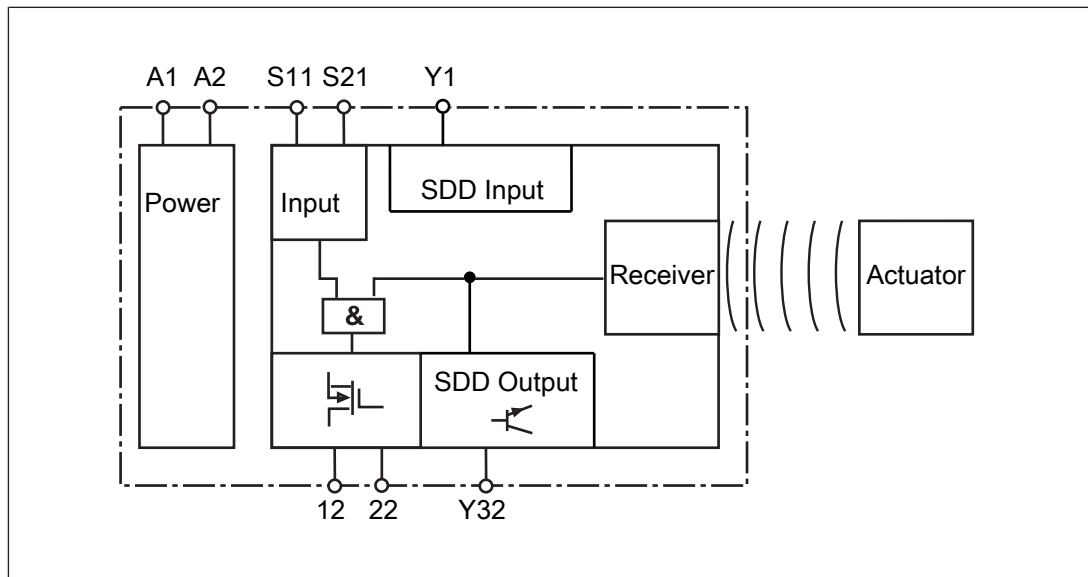 A1 A2 S11 S21 Y1
Power
Input
SDD Input
Receiver
Actuator
&
SDD Output
12 22 Y32